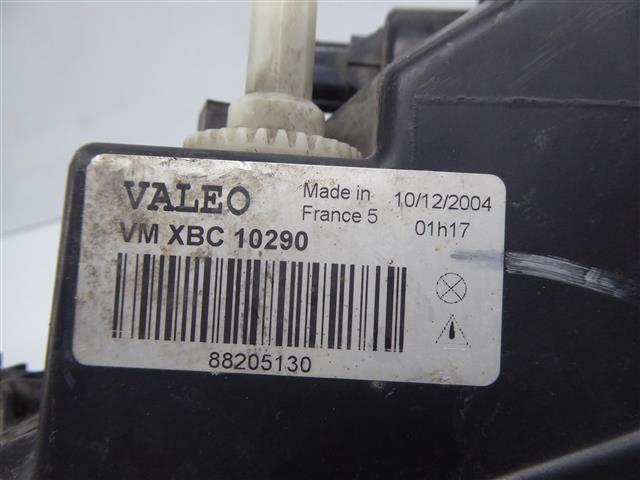 VALEO Made in 10/12/2004
France 5 01h17
VM XBC 10290
88205130